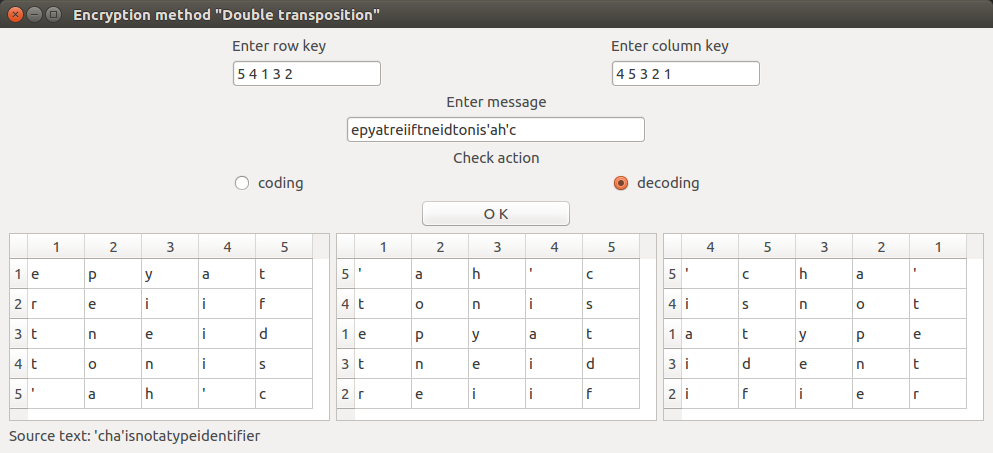 Encryption method "Double transposition"
Enter row key Enter column key
5 4 1 3 2 4 5 3 2 1
Enter message
epyatreiiftneidtonis'ah'c
Check action
coding decoding
O K
1 2 3 4 5 1 2 3 4 5 4 5 3 2 1
1 e p y a t 5 ' a h ' c 5 ' c h a '
2 r e i i f 4 t o n i s 4 i s n o t
3 t n e i d 1 e p y a t 1 a t y p e
4 t o n i s 3 t n e i d 3 i d e n t
5 ' a h ' c 2 r e i i f 2 i f i e r
Source text: 'cha'isnotatypeidentifier